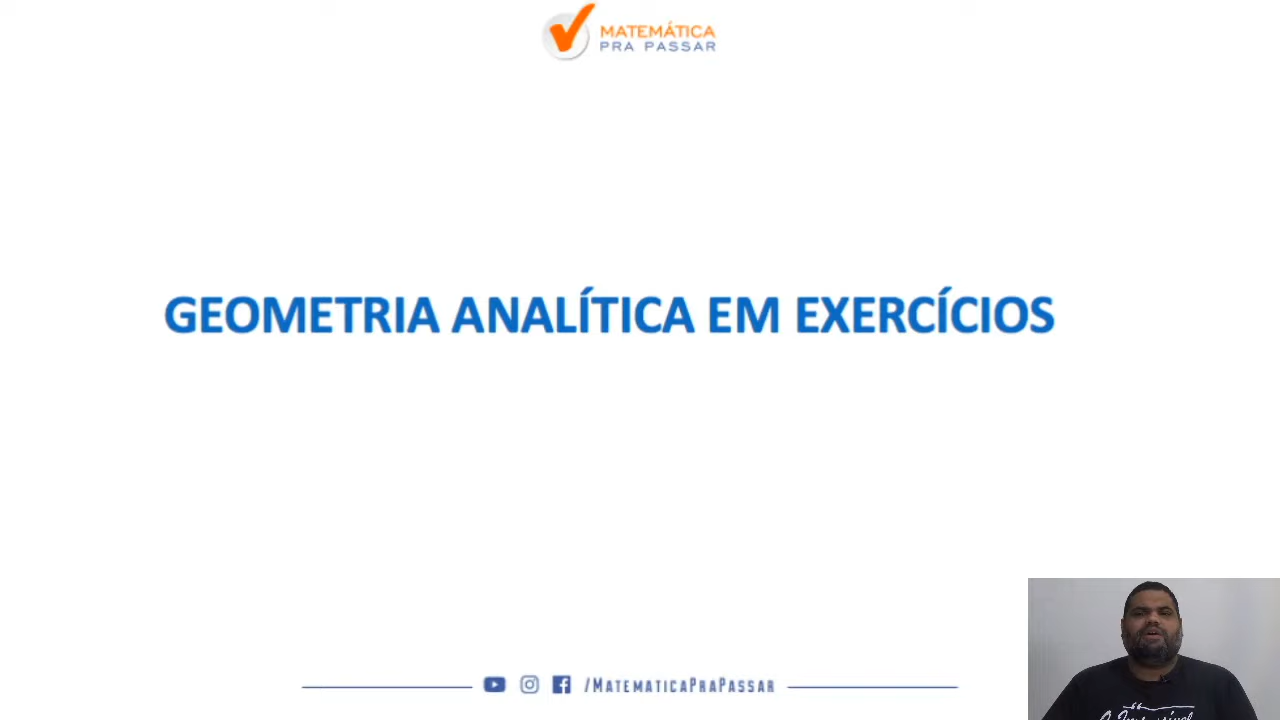 MATEMÁTICA
PRA PASSAR
GEOMETRIA ANALÍTICA EM EXERCÍCIOS
/MATEMATICAPRAPASSAR